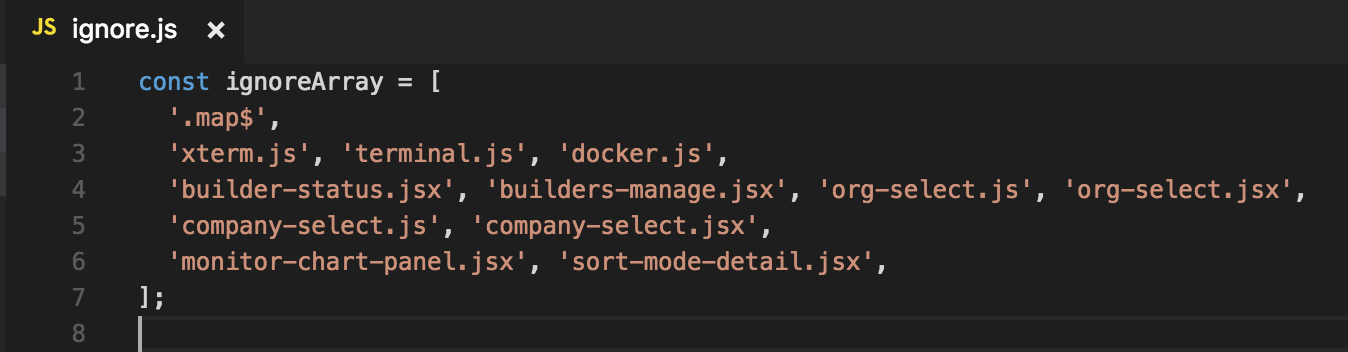 JS ignore.js ×
1 const ignoreArray = [
2   '.map$',
3   'xterm.js', 'terminal.js', 'docker.js',
4   'builder-status.jsx', 'builders-manage.jsx', 'org-select.js', 'org-select.jsx',
5   'company-select.js', 'company-select.jsx',
6   'monitor-chart-panel.jsx', 'sort-mode-detail.jsx',
7 ];
8